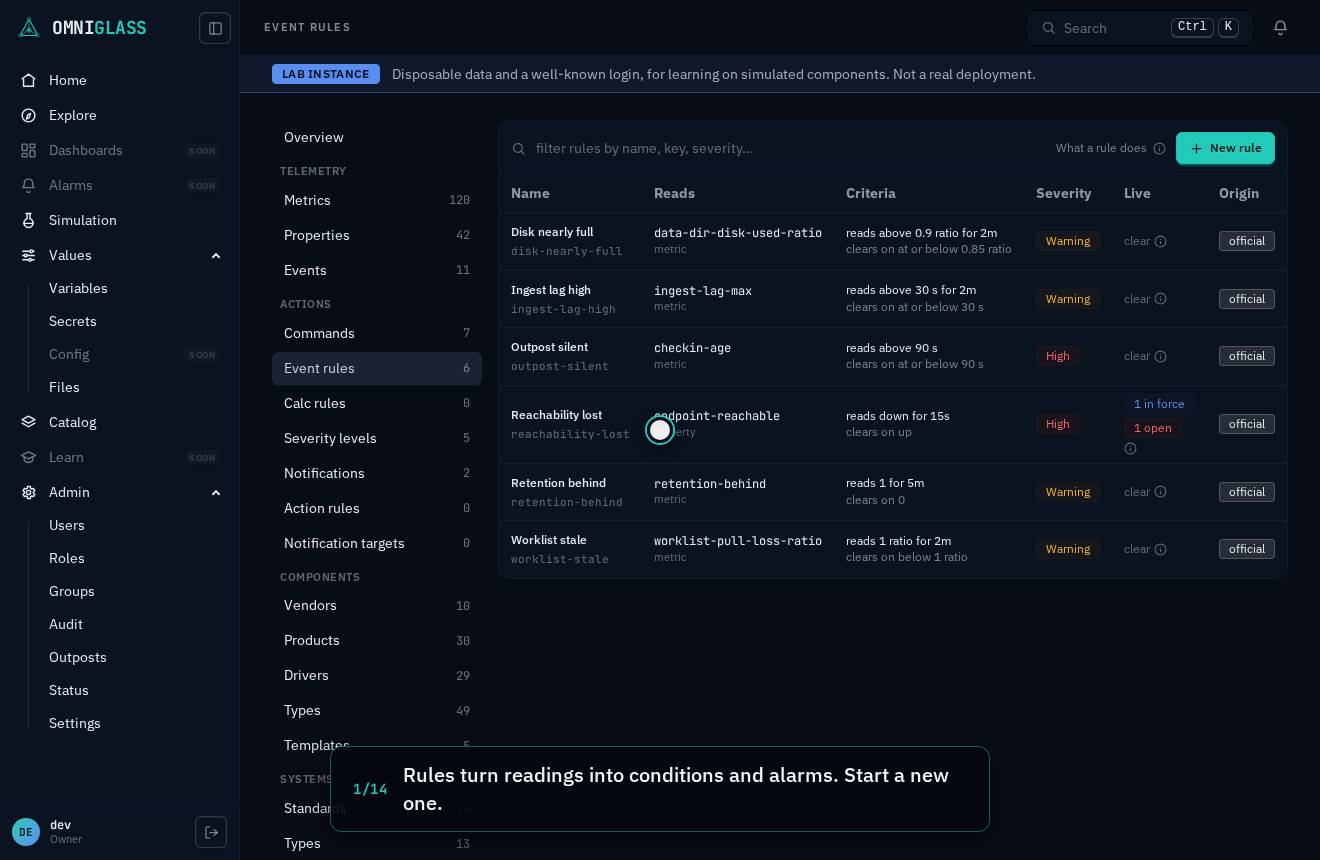 OMNIGLASS
EVENT RULES
Search
Ctrl
K
LAB INSTANCE
Disposable data and a well-known login, for learning on simulated components. Not a real deployment.
Home
Explore
Dashboards
SOON
Alarms
SOON
Simulation
Values
Variables
Secrets
Config
SOON
Files
Catalog
Learn
SOON
Admin
Users
Roles
Groups
Audit
Outposts
Status
Settings
DE
dev
Owner
Overview
TELEMETRY
Metrics 120
Properties 42
Events 11
ACTIONS
Commands 7
Event rules 6
Calc rules 0
Severity levels 5
Notifications 2
Action rules 0
Notification targets 0
COMPONENTS
Vendors 10
Products 30
Drivers 29
Types 49
Templates 5
SYSTEMS
Standards 14
Types 13
filter rules by name, key, severity...
What a rule does
New rule
Name Reads Criteria Severity Live Origin
Disk nearly full data-dir-disk-used-ratio reads above 0.9 ratio for 2m Warning clear official
disk-nearly-full metric clears on at or below 0.85 ratio
Ingest lag high ingest-lag-max reads above 30 s for 2m Warning clear official
ingest-lag-high metric clears on at or below 30 s
Outpost silent checkin-age reads above 90 s High clear official
outpost-silent metric clears on at or below 90 s
Reachability lost endpoint-reachable reads down for 15s High 1 in force 1 open official
reachability-lost clears on up
Retention behind retention-behind reads 1 for 5m Warning clear official
retention-behind metric clears on 0
Worklist stale worklist-pull-loss-ratio reads 1 ratio for 2m Warning clear official
worklist-stale metric clears on below 1 ratio
1/14
Rules turn readings into conditions and alarms. Start a new
one.